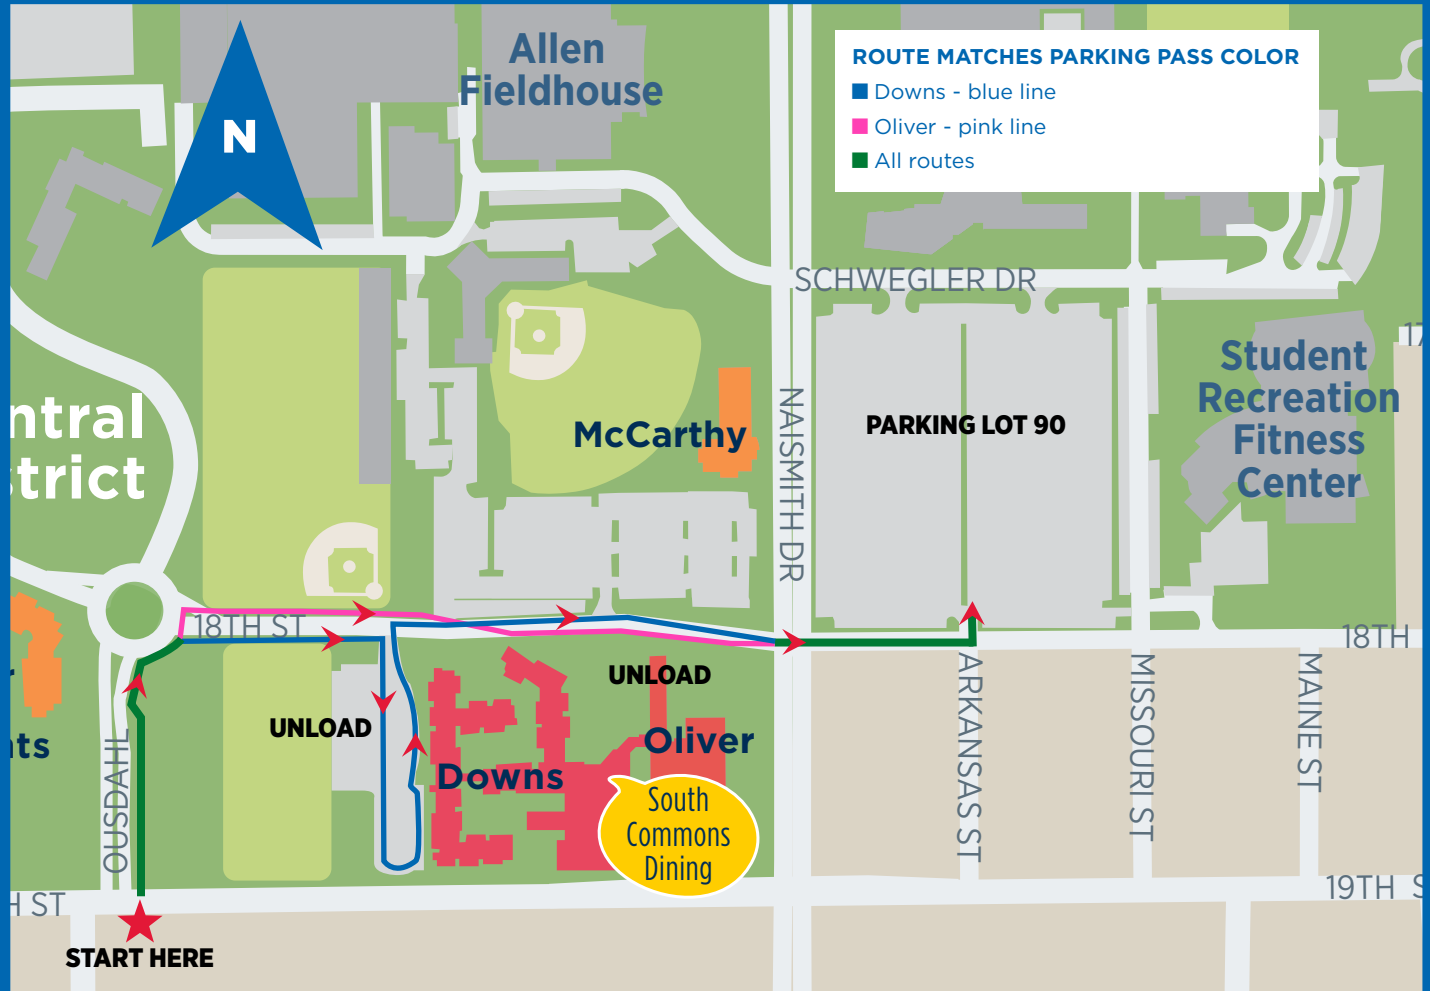 Allen
Fieldhouse
N
ROUTE MATCHES PARKING PASS COLOR
Downs - blue line
Oliver - pink line
All routes
SCHWEGLER DR
17
Student
Recreation
Fitness
Center
ntral
strict
McCarthy
NAISMITH DR
PARKING LOT 90
18TH ST
18TH
UNLOAD
UNLOAD
ts
OUSDAHL
Downs
Oliver
South
Commons
Dining
ARKANSAS ST
MISSOURI ST
MAINE ST
H ST
19TH S
START HERE